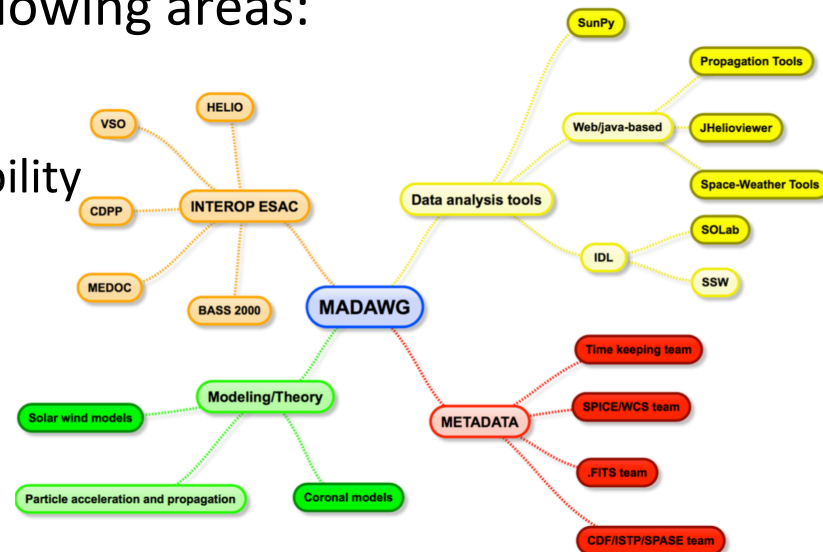 lowing areas:
bility
SunPy
Propagation Tools
Web/java-based
JHelioviewer
Space-Weather Tools
Data analysis tools
IDL
SOLab
SSW
HELIO
VSO
INTEROP ESAC
CDPP
MEDOC
BASS 2000
MADAWG
Modeling/Theory
Solar wind models
Particle acceleration and propagation
Coronal models
METADATA
Time keeping team
SPICE/WCS team
.FITS team
CDF/ISTP/SPASE team